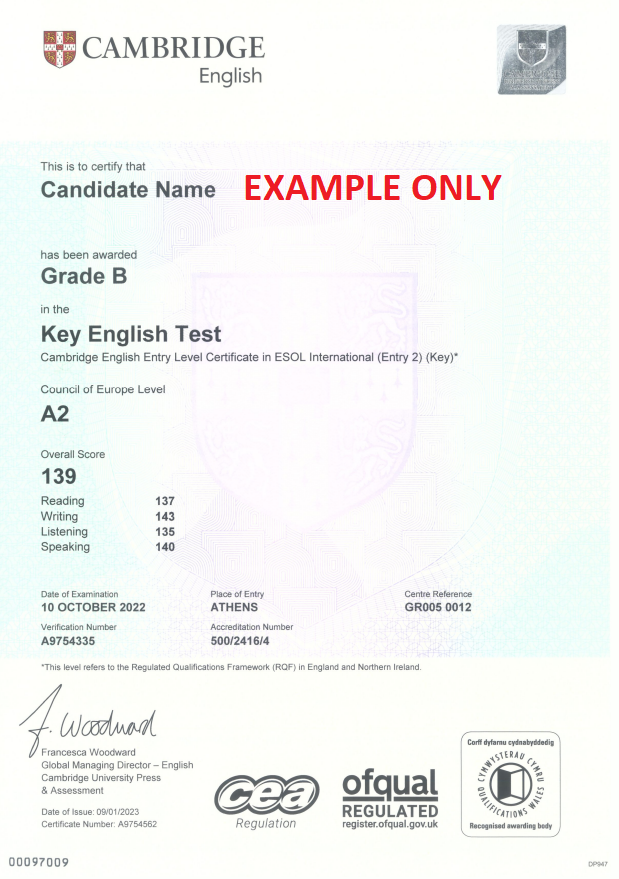 CAMBRIDGE
English
This is to certify that
Candidate Name EXAMPLE ONLY
has been awarded
Grade B
in the
Key English Test
Cambridge English Entry Level Certificate in ESOL International (Entry 2) (Key)*
Council of Europe Level
A2
Overall Score
139
Reading 137
Writing 143
Listening 135
Speaking 140
Date of Examination Place of Entry Centre Reference
10 OCTOBER 2022 ATHENS GR005 0012
Verification Number Accreditation Number
A9754335 500/2416/4
*This level refers to the Regulated Qualifications Framework (RQF) in England and Northern Ireland.
F. Woodward
Francesca Woodward
Global Managing Director – English
Cambridge University Press
& Assessment
Date of Issue: 09/01/2023
Certificate Number: A9754562
cea
Regulation
ofqual
REGULATED
register.ofqual.gov.uk
Corff dyfarnu cydnabyddedig
CYMWYSTERAU CYMRU
QUALIFICATIONS WALES
Recognised awarding body
00097009
DP947